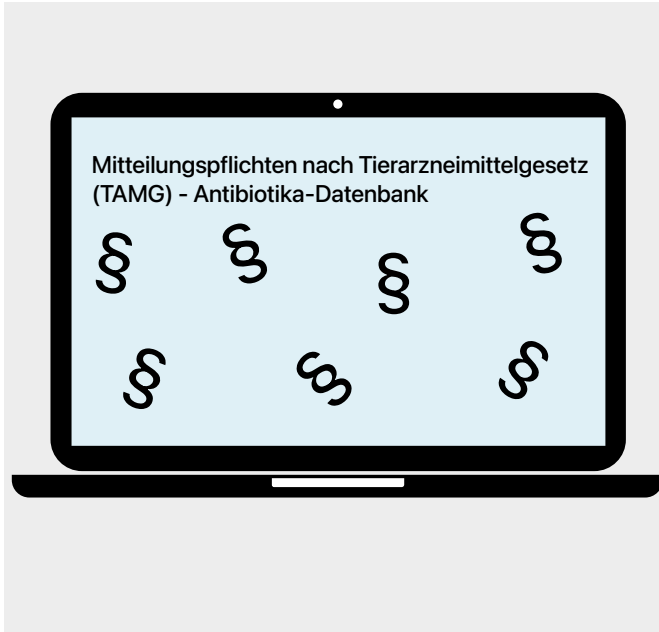 Mitteilungspflichten nach Tierarzneimittelgesetz
(TAMG) - Antibiotika-Datenbank
§ § § §
§ § §